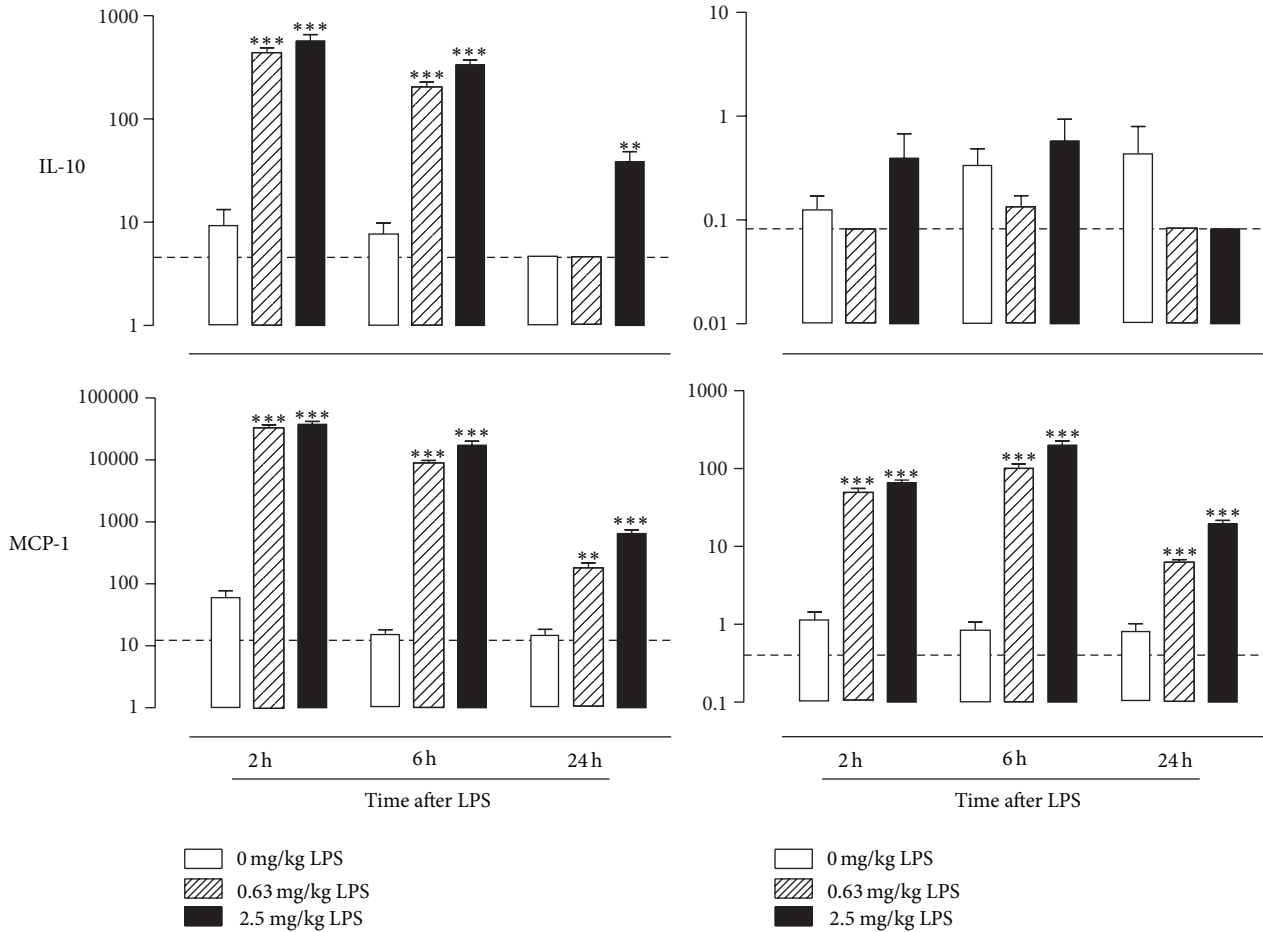 IL-10
1000
100
10
1
*** ***
*** ***
**
10
1
0.1
0.01
MCP-1
100000
10000
1000
100
10
1
*** ***
*** ***
** ***
2 h 6 h 24 h
Time after LPS
1000
100
10
1
0.1
*** ***
*** ***
*** ***
2 h 6 h 24 h
Time after LPS
0 mg/kg LPS
0.63 mg/kg LPS
2.5 mg/kg LPS
0 mg/kg LPS
0.63 mg/kg LPS
2.5 mg/kg LPS